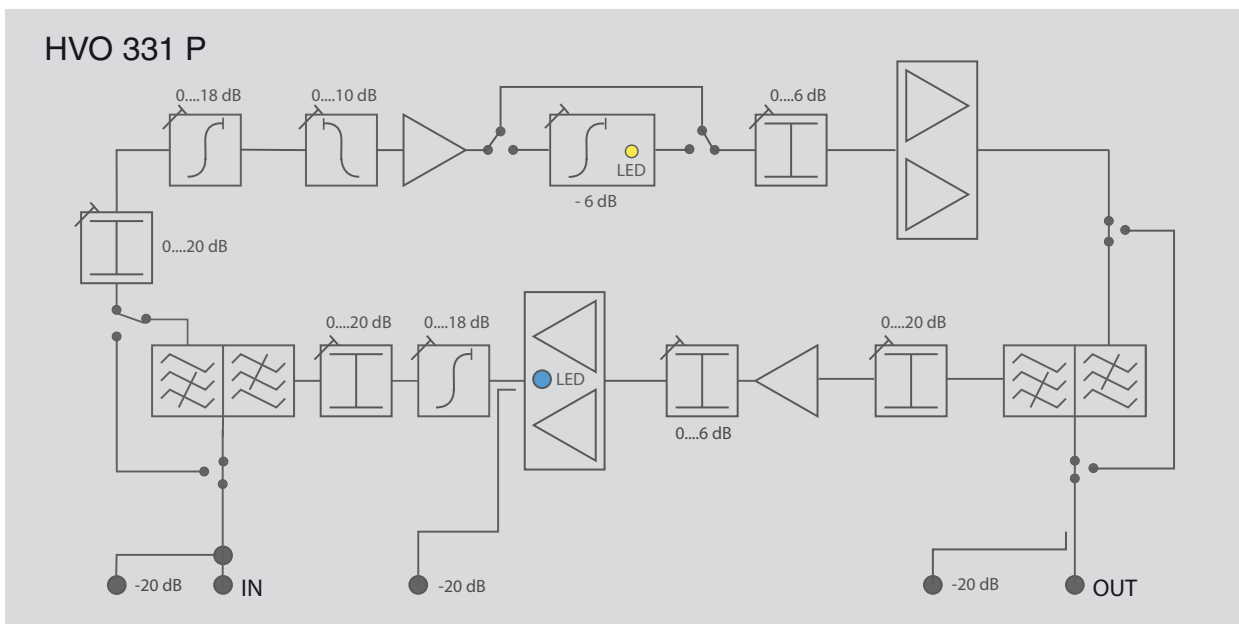 HVO 331 P
0....18 dB
0....10 dB
0....6 dB
LED
- 6 dB
0....20 dB
0....20 dB
0....18 dB
0....20 dB
LED
0....6 dB
-20 dB
IN
-20 dB
-20 dB
OUT